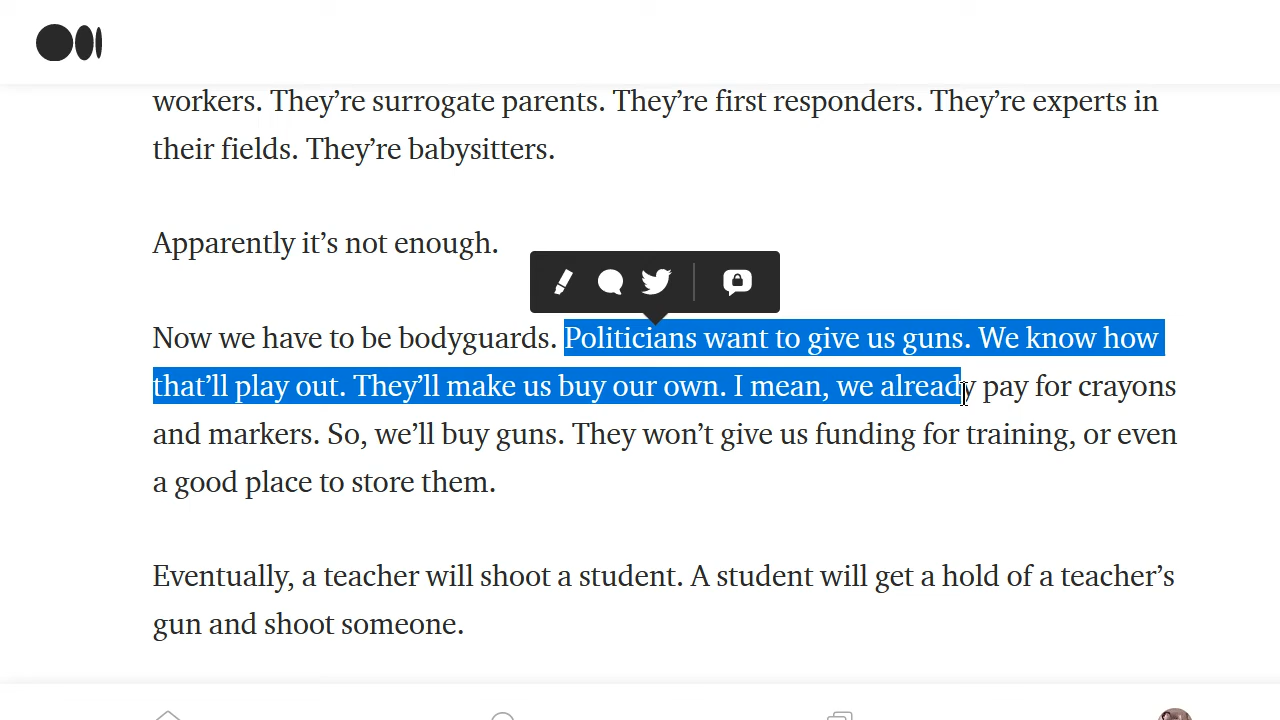 workers. They’re surrogate parents. They’re first responders. They’re experts in
their fields. They’re babysitters.
Apparently it’s not enough.
Now we have to be bodyguards. Politicians want to give us guns. We know how
that’ll play out. They’ll make us buy our own. I mean, we already pay for crayons
and markers. So, we’ll buy guns. They won’t give us funding for training, or even
a good place to store them.
Eventually, a teacher will shoot a student. A student will get a hold of a teacher’s
gun and shoot someone.